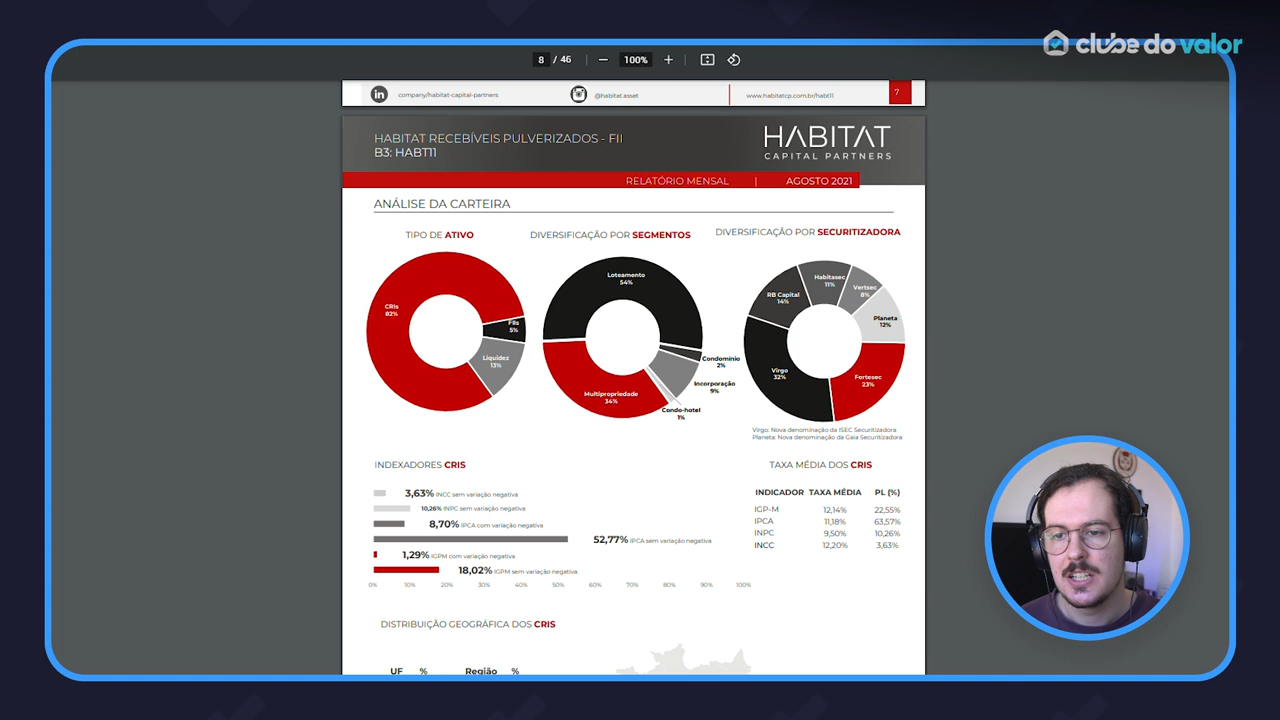 clube do valor
8 / 46
100%
company/habitat-capital-partners
@habitat.asset
www.habitatcp.com.br/habt11
7
HABITAT RECEBÍVEIS PULVERIZADOS - FII
B3: HABT11
HABITAT
CAPITAL PARTNERS
RELATÓRIO MENSAL | AGOSTO 2021
ANÁLISE DA CARTEIRA
TIPO DE ATIVO
CRIs
82%
FIIs
5%
Liquidez
13%
DIVERSIFICAÇÃO POR SEGMENTOS
Loteamento
54%
Condomínio
2%
Incorporação
9%
Condo-hotel
1%
Multipropriedade
34%
DIVERSIFICAÇÃO POR SECURITIZADORA
Habitasec
11%
Vertsec
8%
RB Capital
14%
Planeta
12%
Virgo
32%
Fortesec
23%
Virgo: Nova denominação da ISEC Securitizadora
Planeta: Nova denominação da Gaia Securitizadora
INDEXADORES CRIS
3,63% INCC sem variação negativa
10,26% INPC sem variação negativa
8,70% IPCA com variação negativa
52,77% IPCA sem variação negativa
1,29% IGPM com variação negativa
18,02% IGPM sem variação negativa
0% 10% 20% 30% 40% 50% 60% 70% 80% 90% 100%
TAXA MÉDIA DOS CRIS
INDICADOR TAXA MÉDIA PL (%)
IGP-M 12,14% 22,55%
IPCA 11,18% 63,57%
INPC 9,50% 10,26%
INCC 12,20% 3,63%
DISTRIBUIÇÃO GEOGRÁFICA DOS CRIS
UF % Região %